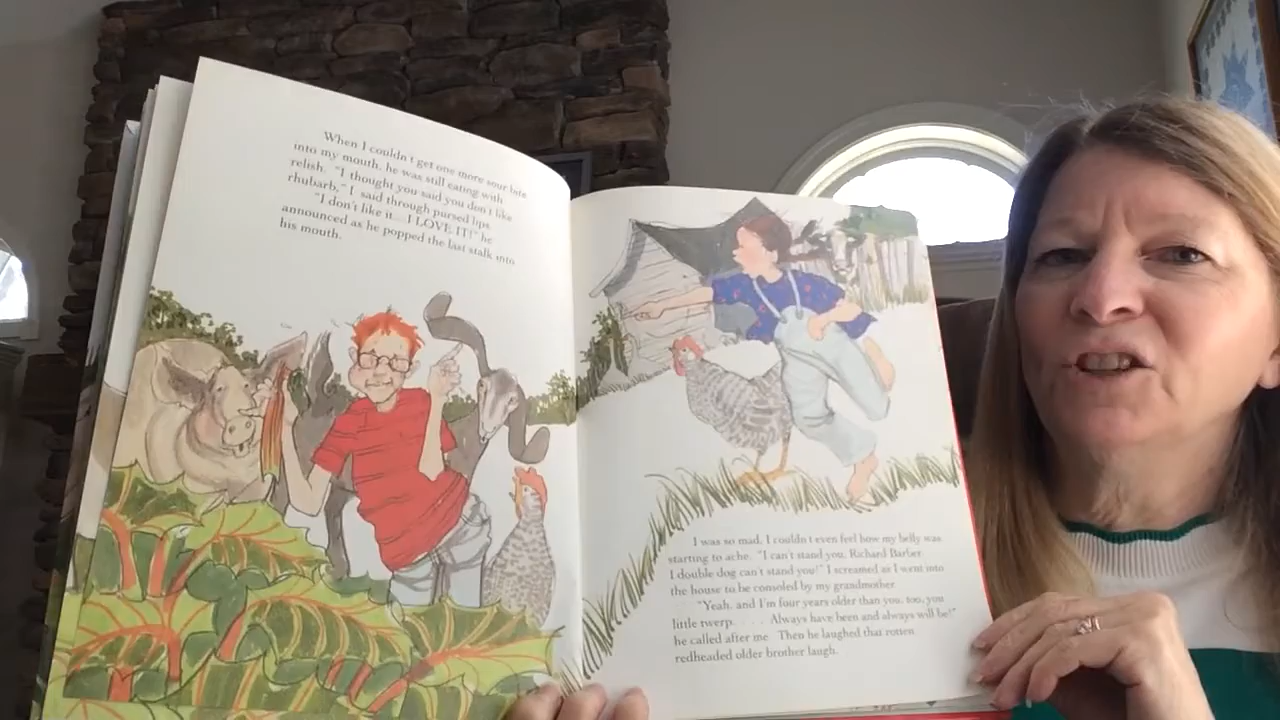 When I couldn't get one more sour bite
into my mouth, he was still eating with
relish. "I thought you said you don't like
rhubarb," I said through pursed lips.
"I don't like it... I LOVE IT!" he
announced as he popped the last stalk into
his mouth.
I was so mad, I couldn't even feel how my belly was
starting to ache. "I can't stand you, Richard Barber.
I double dog can't stand you!" I screamed as I went into
the house to be consoled by my grandmother.
"Yeah, and I'm four years older than you, too, you
little twerp. . . . . Always have been and always will be!"
he called after me. Then he laughed that rotten
redheaded older brother laugh.